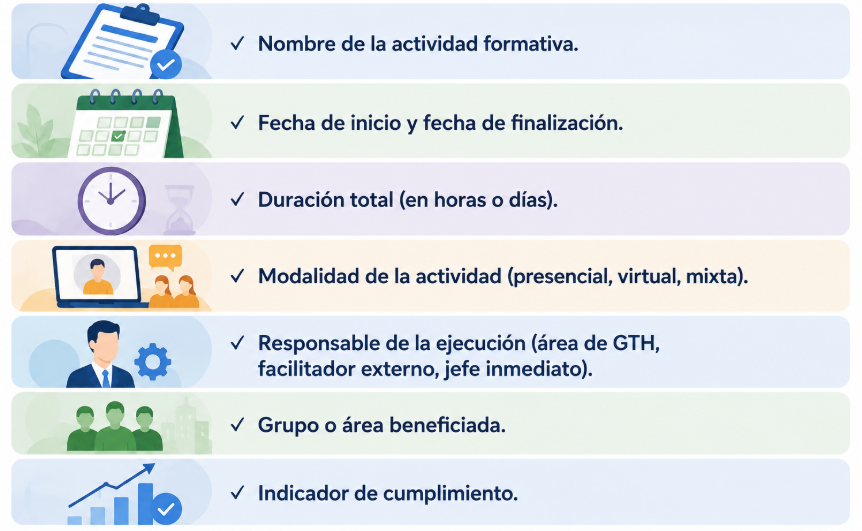 ✓ Nombre de la actividad formativa.
✓ Fecha de inicio y fecha de finalización.
✓ Duración total (en horas o días).
✓ Modalidad de la actividad (presencial, virtual, mixta).
✓ Responsable de la ejecución (área de GTH,
facilitador externo, jefe inmediato).
✓ Grupo o área beneficiada.
✓ Indicador de cumplimiento.